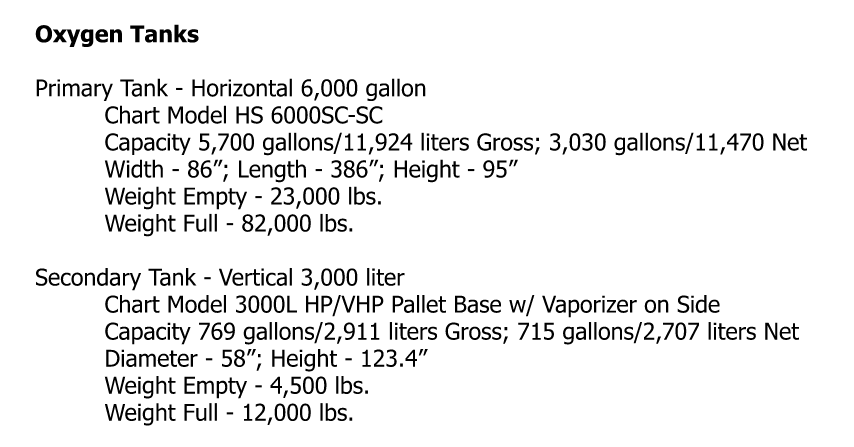 Oxygen Tanks
Primary Tank - Horizontal 6,000 gallon
Chart Model HS 6000SC-SC
Capacity 5,700 gallons/11,924 liters Gross; 3,030 gallons/11,470 Net
Width - 86”; Length - 386”; Height - 95”
Weight Empty - 23,000 lbs.
Weight Full - 82,000 lbs.
Secondary Tank - Vertical 3,000 liter
Chart Model 3000L HP/VHP Pallet Base w/ Vaporizer on Side
Capacity 769 gallons/2,911 liters Gross; 715 gallons/2,707 liters Net
Diameter - 58”; Height - 123.4”
Weight Empty - 4,500 lbs.
Weight Full - 12,000 lbs.